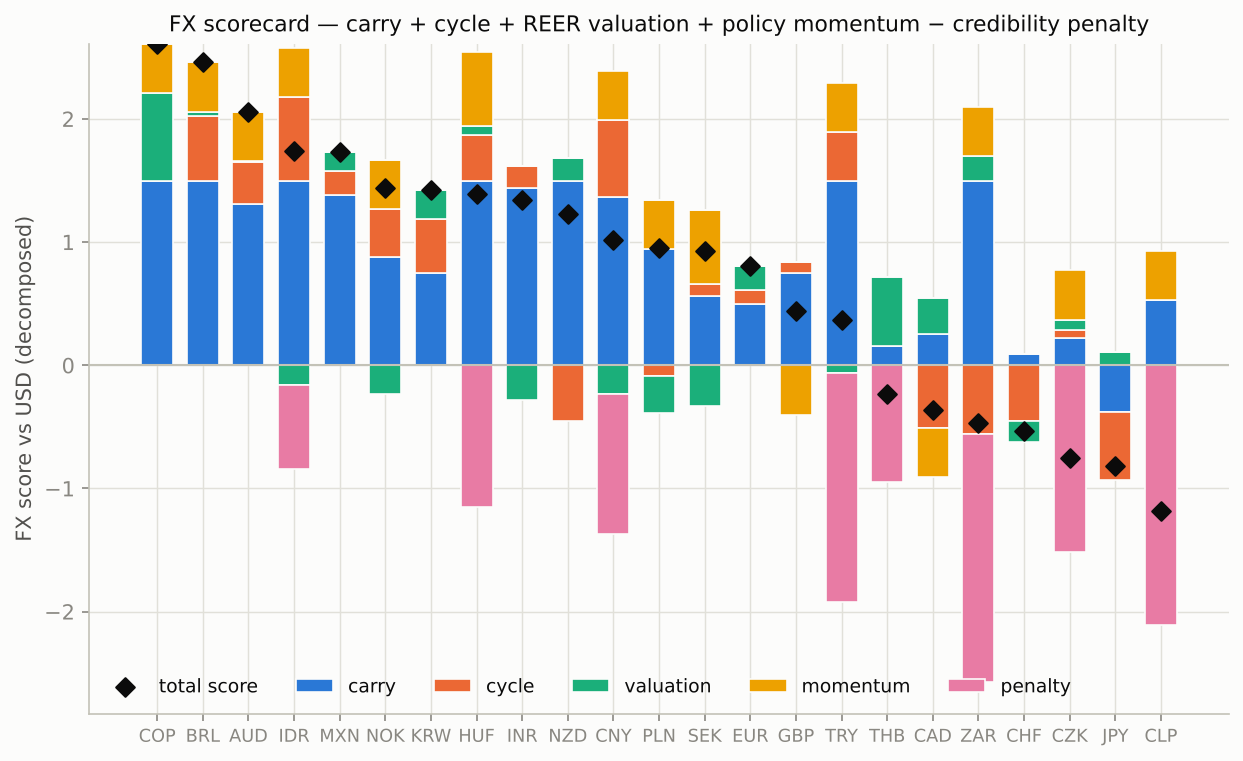 FX scorecard — carry + cycle + REER valuation + policy momentum − credibility penalty
FX score vs USD (decomposed)
2
1
0
−1
−2
total score carry cycle valuation momentum penalty
COP BRL AUD IDR MXN NOK KRW HUF INR NZD CNY PLN SEK EUR GBP TRY THB CAD ZAR CHF CZK JPY CLP